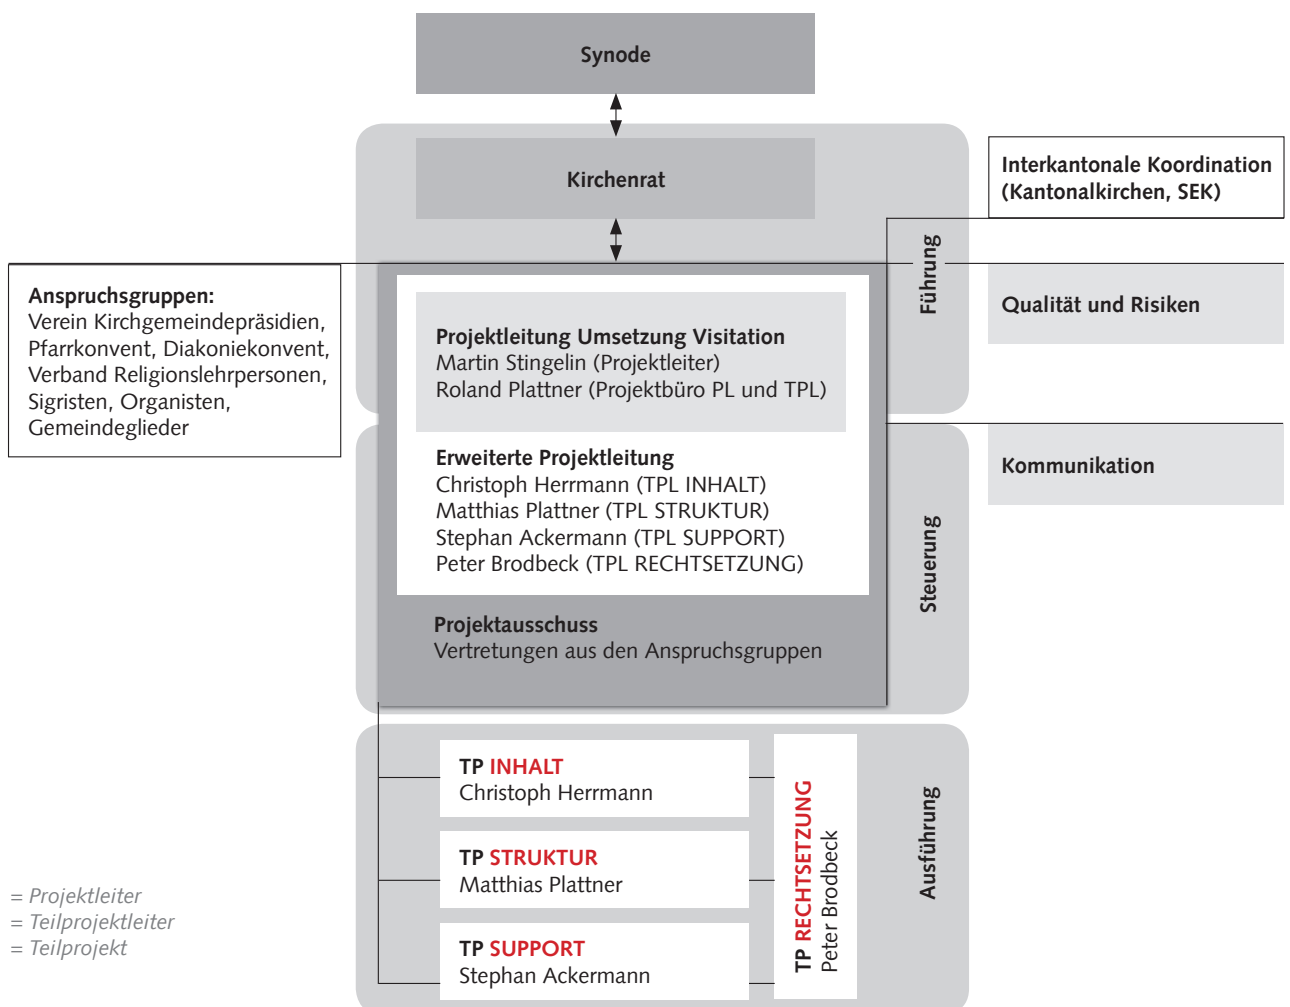 Synode
Kirchenrat
Interkantonale Koordination
(Kantonalkirchen, SEK)
Führung
Anspruchsgruppen:
Verein Kirchgemeindepräsidien,
Pfarrkonvent, Diakoniekonvent,
Verband Religionslehrpersonen,
Sigristen, Organisten,
Gemeindeglieder
Projektleitung Umsetzung Visitation
Martin Stingelin (Projektleiter)
Roland Plattner (Projektbüro PL und TPL)
Qualität und Risiken
Erweiterte Projektleitung
Christoph Herrmann (TPL INHALT)
Matthias Plattner (TPL STRUKTUR)
Stephan Ackermann (TPL SUPPORT)
Peter Brodbeck (TPL RECHTSETZUNG)
Kommunikation
Steuerung
Projektausschuss
Vertretungen aus den Anspruchsgruppen
TP INHALT
Christoph Herrmann
TP STRUKTUR
Matthias Plattner
TP SUPPORT
Stephan Ackermann
TP RECHTSETZUNG
Peter Brodbeck
Ausführung
= Projektleiter
= Teilprojektleiter
= Teilprojekt